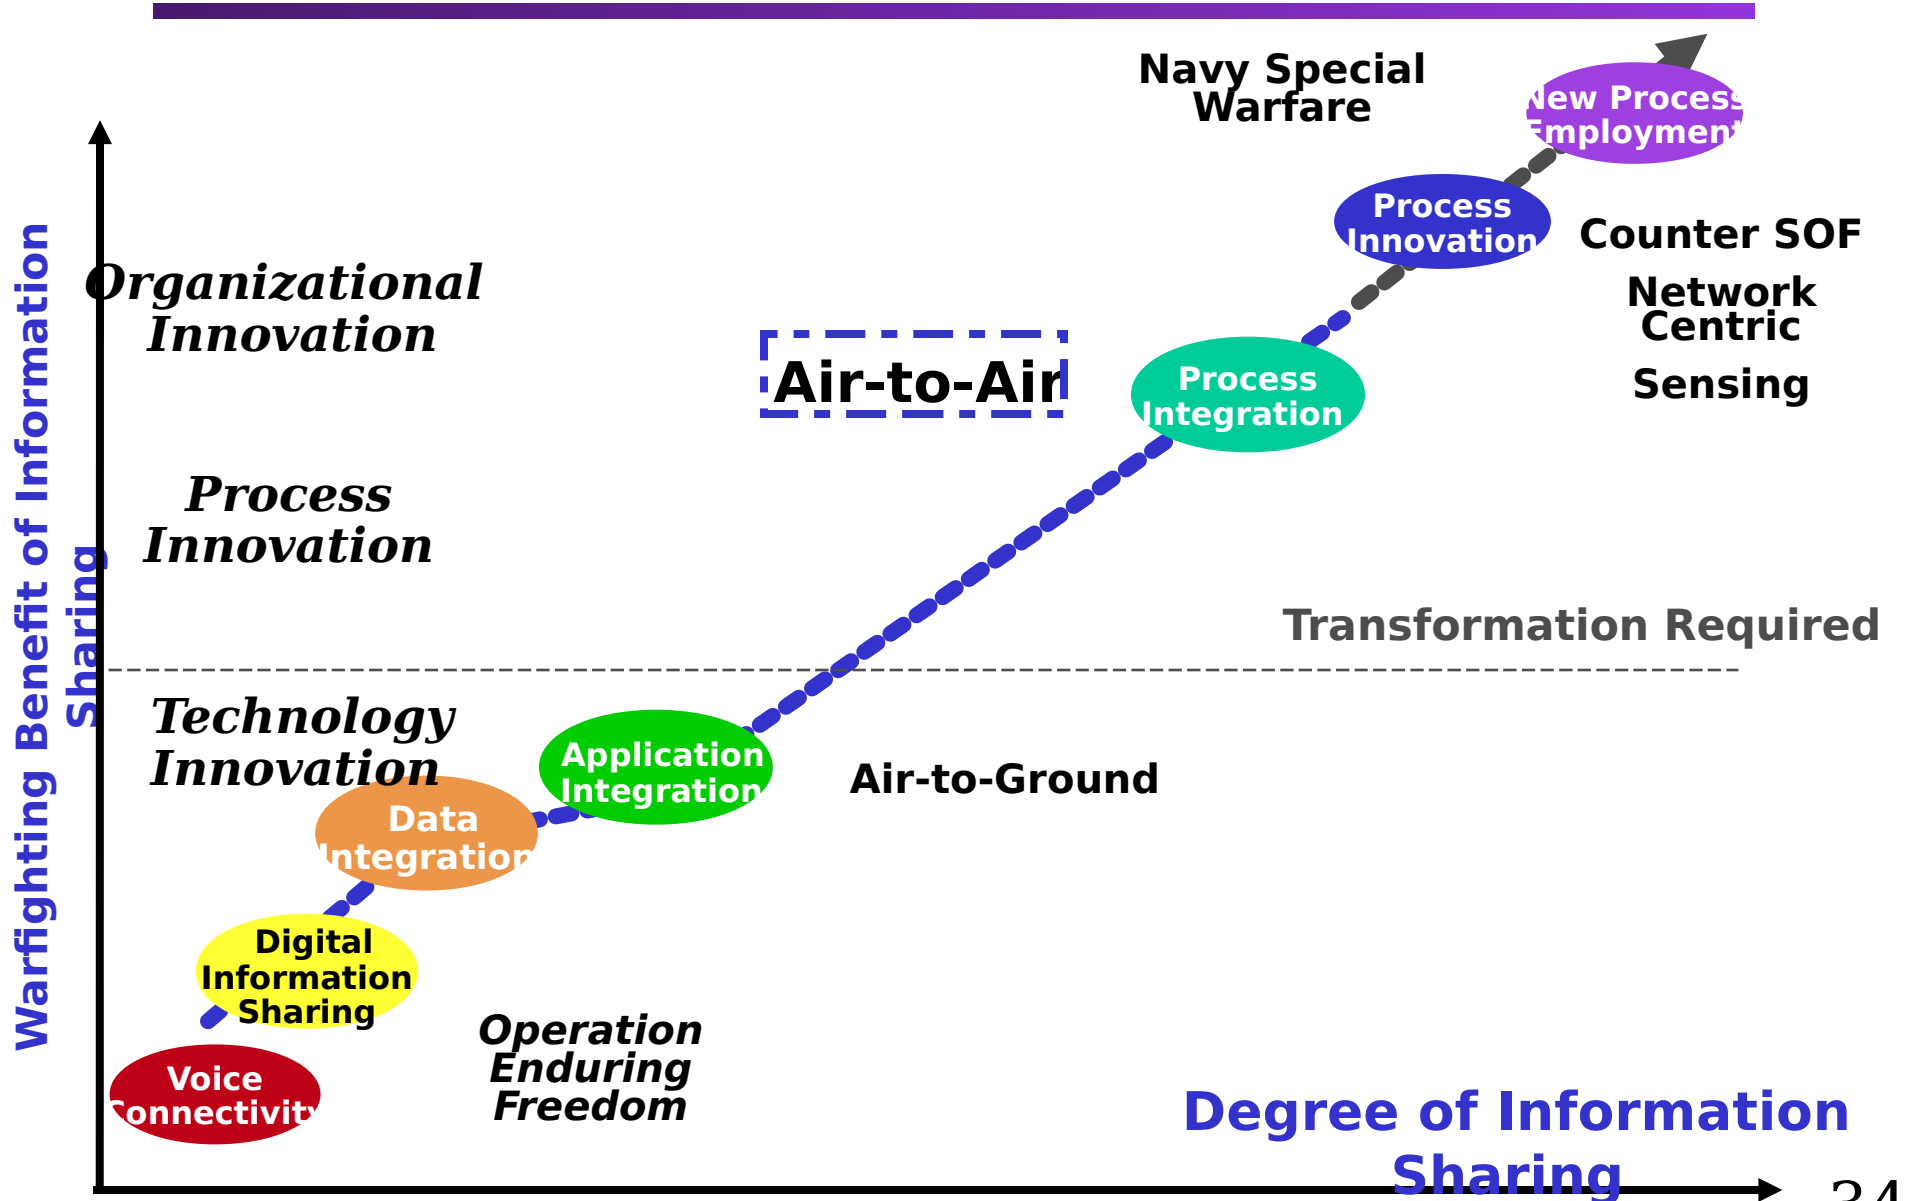 Navy Special
Warfare
New Process
Employment
Process
Innovation
Counter SOF
Network
Centric
Sensing
Organizational
Innovation
Air-to-Air
Process
Integration
Process
Innovation
Warfighting Benefit of Information
Sharing
Transformation Required
Technology
Innovation
Application
Integration
Air-to-Ground
Data
Integration
Digital
Information
Sharing
Operation
Enduring
Freedom
Voice
Connectivity
Degree of Information
Sharing
34